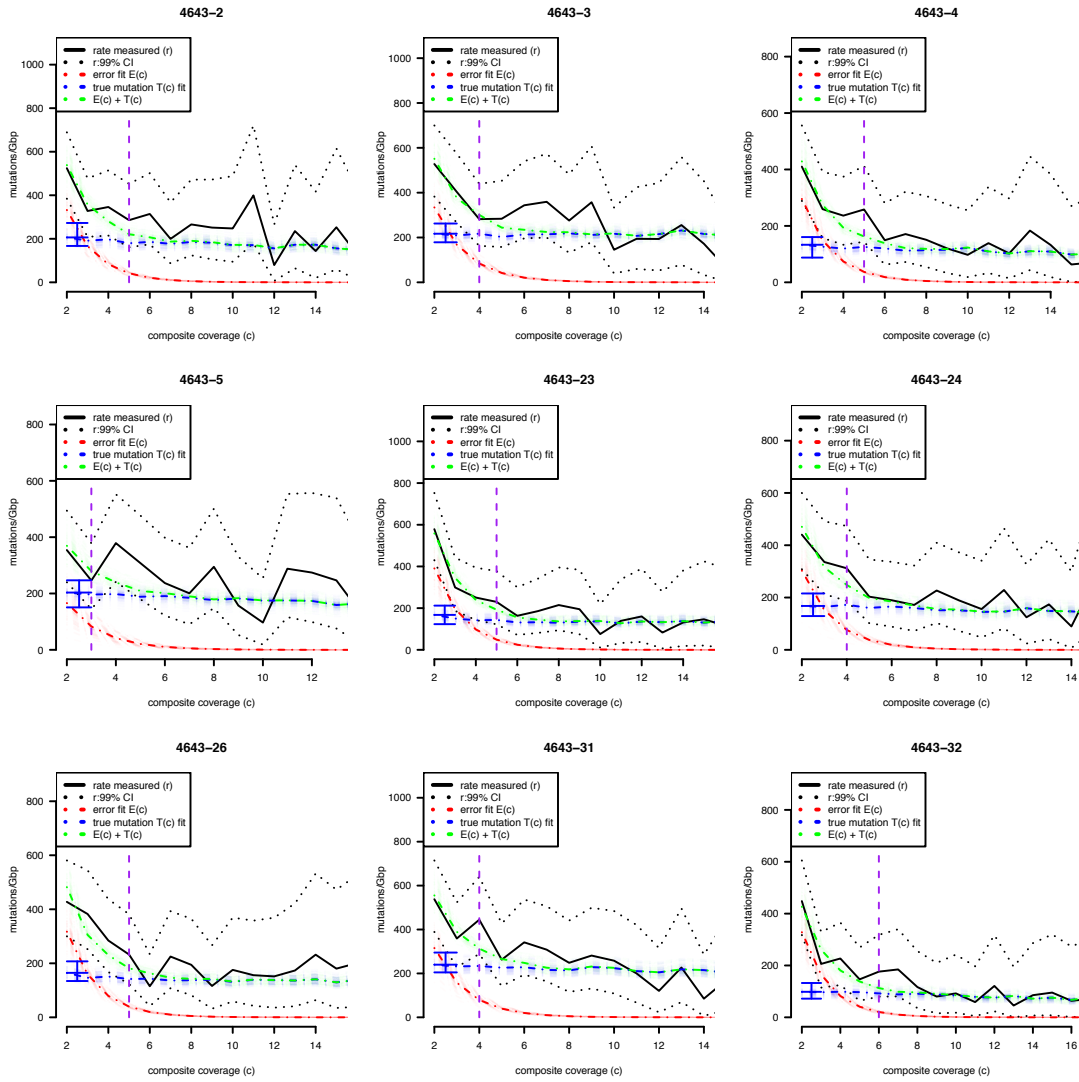 4643−2
rate measured (r)
r:99% CI
error fit E(c)
true mutation T(c) fit
E(c) + T(c)
mutations/Gbp
1000
800
600
400
200
0
2 4 6 8 10 12 14
composite coverage (c)
4643−3
rate measured (r)
r:99% CI
error fit E(c)
true mutation T(c) fit
E(c) + T(c)
mutations/Gbp
1000
800
600
400
200
0
2 4 6 8 10 12 14
composite coverage (c)
4643−4
rate measured (r)
r:99% CI
error fit E(c)
true mutation T(c) fit
E(c) + T(c)
mutations/Gbp
800
600
400
200
0
2 4 6 8 10 12 14
composite coverage (c)
4643−5
rate measured (r)
r:99% CI
error fit E(c)
true mutation T(c) fit
E(c) + T(c)
mutations/Gbp
800
600
400
200
0
2 4 6 8 10 12
composite coverage (c)
4643−23
rate measured (r)
r:99% CI
error fit E(c)
true mutation T(c) fit
E(c) + T(c)
mutations/Gbp
1000
800
600
400
200
0
2 4 6 8 10 12 14
composite coverage (c)
4643−24
rate measured (r)
r:99% CI
error fit E(c)
true mutation T(c) fit
E(c) + T(c)
mutations/Gbp
800
600
400
200
0
2 4 6 8 10 12 14
composite coverage (c)
4643−26
rate measured (r)
r:99% CI
error fit E(c)
true mutation T(c) fit
E(c) + T(c)
mutations/Gbp
800
600
400
200
0
2 4 6 8 10 12 14
composite coverage (c)
4643−31
rate measured (r)
r:99% CI
error fit E(c)
true mutation T(c) fit
E(c) + T(c)
mutations/Gbp
1000
800
600
400
200
0
2 4 6 8 10 12 14
composite coverage (c)
4643−32
rate measured (r)
r:99% CI
error fit E(c)
true mutation T(c) fit
E(c) + T(c)
mutations/Gbp
800
600
400
200
0
2 4 6 8 10 12 14 16
composite coverage (c)